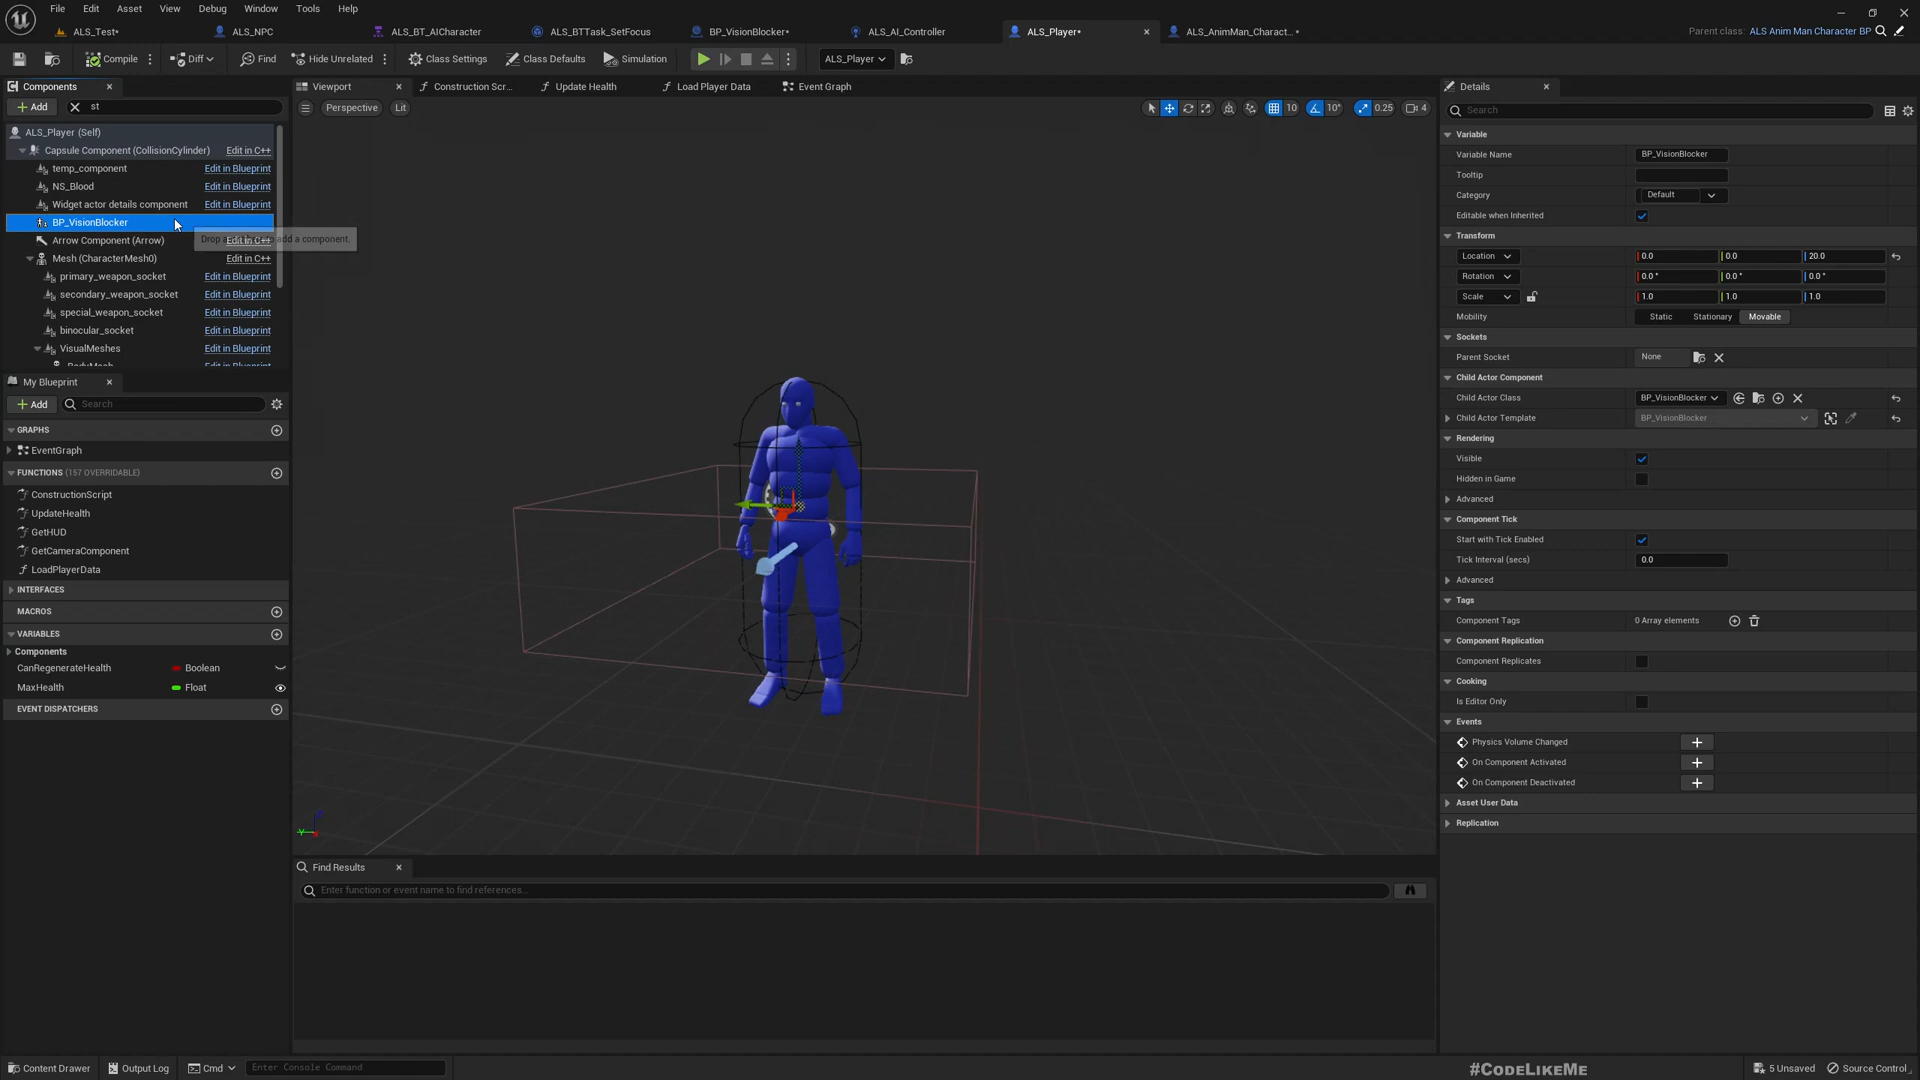 File Edit Asset View Debug Window Tools Help
ALS_Test* ALS_NPC ALS_BT_AICharacter ALS_BTTask_SetFocus BP_VisionBlocker* ALS_AI_Controller ALS_Player* ALS_AnimMan_Charact...*
Parent class: ALS Anim Man Character BP
Compile Diff Find Hide Unrelated Class Settings Class Defaults Simulation ALS_Player
Components
Viewport Construction Scr... Update Health Load Player Data Event Graph
Details
Add st
Perspective Lit 10 10° 0.25 4
Search
ALS_Player (Self)
Capsule Component (CollisionCylinder) Edit in C++
temp_component Edit in Blueprint
NS_Blood Edit in Blueprint
Widget actor details component Edit in Blueprint
BP_VisionBlocker
Arrow Component (Arrow) Edit in C++
Mesh (CharacterMesh0) Edit in C++
primary_weapon_socket Edit in Blueprint
secondary_weapon_socket Edit in Blueprint
special_weapon_socket Edit in Blueprint
binocular_socket Edit in Blueprint
VisualMeshes Edit in Blueprint
My Blueprint
Add Search
GRAPHS
EventGraph
FUNCTIONS (157 OVERRIDABLE)
ConstructionScript
UpdateHealth
GetHUD
GetCameraComponent
LoadPlayerData
INTERFACES
MACROS
VARIABLES
Components
CanRegenerateHealth Boolean
MaxHealth Float
EVENT DISPATCHERS
Find Results
Enter function or event name to find references...
Variable
Variable Name BP_VisionBlocker
Tooltip
Category Default
Editable when Inherited
Transform
Location 0.0 0.0 20.0
Rotation 0.0 ° 0.0 ° 0.0 °
Scale 1.0 1.0 1.0
Mobility Static Stationary Movable
Sockets
Parent Socket None
Child Actor Component
Child Actor Class BP_VisionBlocker
Child Actor Template BP_VisionBlocker
Rendering
Visible
Hidden in Game
Advanced
Component Tick
Start with Tick Enabled
Tick Interval (secs) 0.0
Advanced
Tags
Component Tags 0 Array elements
Component Replication
Component Replicates
Cooking
Is Editor Only
Events
Physics Volume Changed
On Component Activated
On Component Deactivated
Asset User Data
Replication
Content Drawer Output Log Cmd Enter Console Command
#CODELIKEME
5 Unsaved Source Control